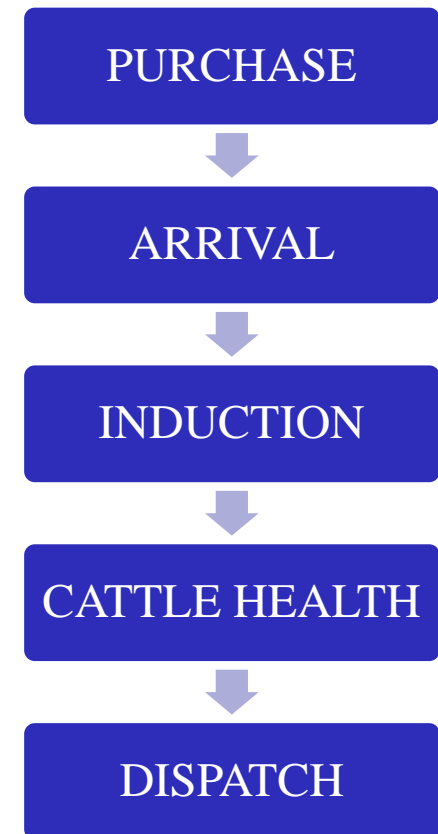 PURCHASE
ARRIVAL
INDUCTION
CATTLE HEALTH
DISPATCH